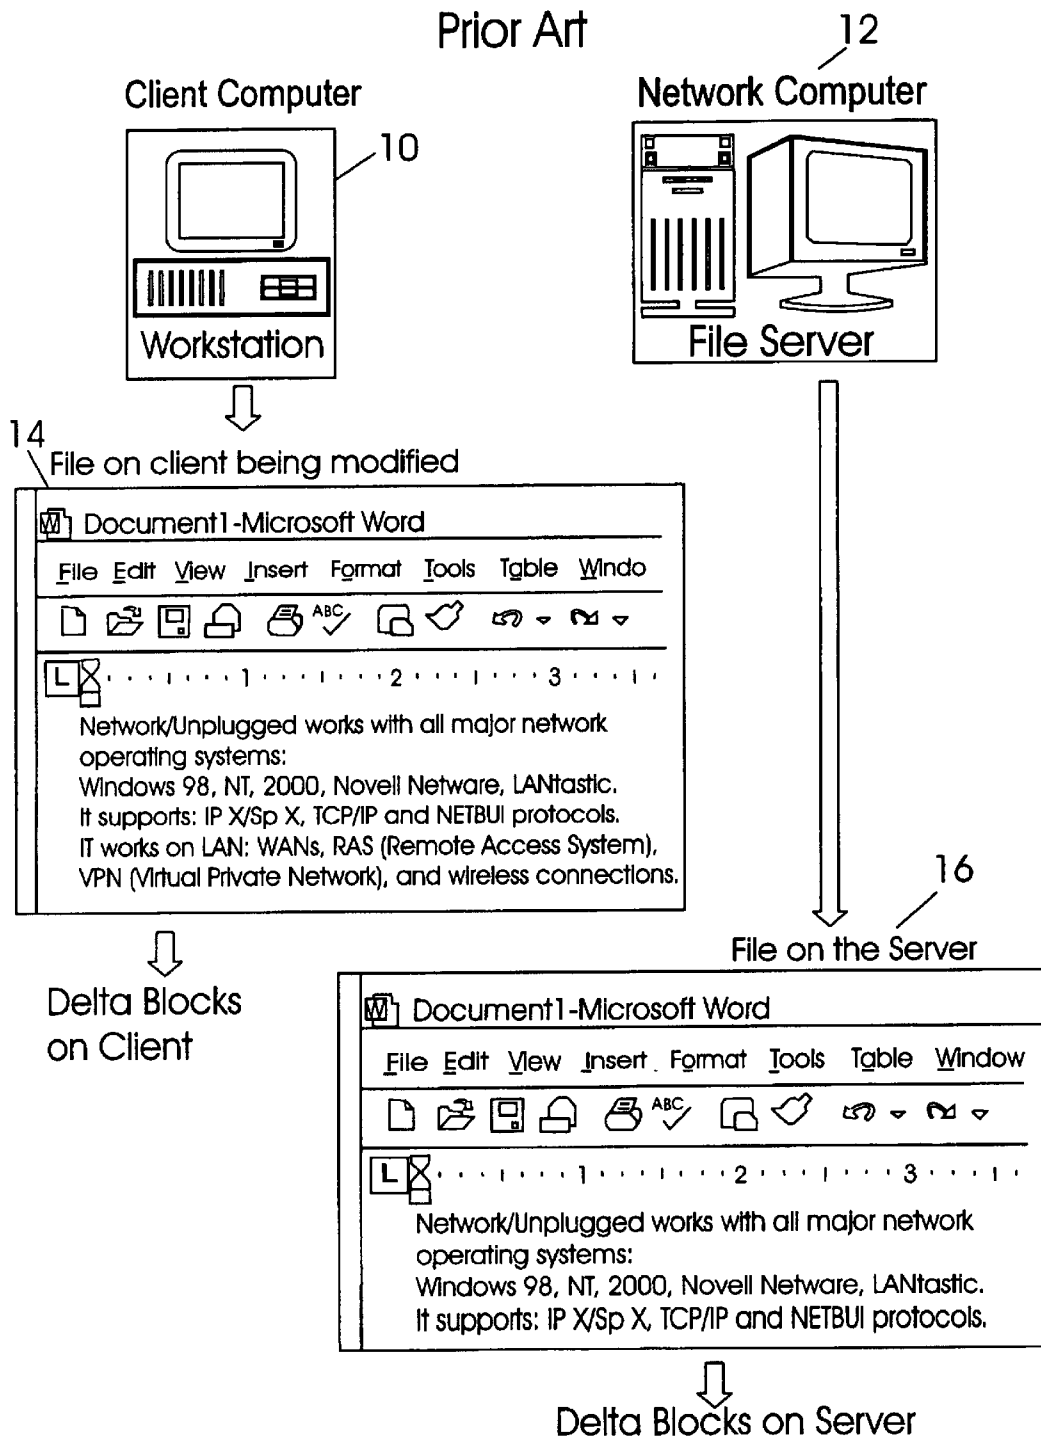 Prior Art
12
Client Computer
Network Computer
10
Workstation
File Server
14
File on client being modified
Document1-Microsoft Word
File Edit View Insert Format Tools Table Windo
ABC
L 1 2 3
Network/Unplugged works with all major network
operating systems:
Windows 98, NT, 2000, Novell Netware, LANtastic.
It supports: IP X/Sp X, TCP/IP and NETBUI protocols.
IT works on LAN: WANs, RAS (Remote Access System),
VPN (Virtual Private Network), and wireless connections.
16
File on the Server
Delta Blocks
on Client
Document1-Microsoft Word
File Edit View Insert Format Tools Table Window
ABC
L 1 2 3
Network/Unplugged works with all major network
operating systems:
Windows 98, NT, 2000, Novell Netware, LANtastic.
It supports: IP X/Sp X, TCP/IP and NETBUI protocols.
Delta Blocks on Server